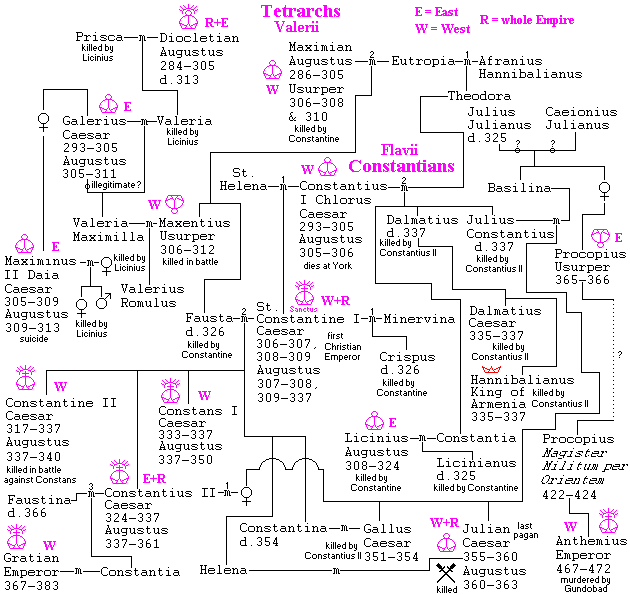 Tetrarchs
Valerii
E = East
W = West
R = whole Empire
R+E
Prisca m Diocletian
killed by
Licinius
Augustus
284-305
d.313
Maximian
Augustus
286-305
Usurper
306-308
& 310
killed by
Constantine
W
2
m Eutropia m
1
Afranius
Hannibalianus
Theodora
E
Galerius m Valeria
Caesar
293-305
Augustus
305-311
killed by
Licinius
illegitimate ?
Julius
Julianus
d.325
Caeionius
Julianus
?
?
Flavii
Constantians
W
St.
Helena m
1
Constantius m
2
I Chlorus
Caesar
293-305
Augustus
305-306
dies at York
Basilina
W
Valeria m Maxentius
Maximilla
Usurper
306-312
killed in battle
Dalmatius
d.337
killed by
Constantius II
Julius
Constantius
d.337
killed by
Constantius II
E
Procopius
Usurper
365-366
E
Maximinus m
II Daia
Caesar
305-309
Augustus
309-313
suicide
killed by
Licinius
killed by
Licinius
Valerius
Romulus
W+R
Sanctus
Fausta m
2
d.326
killed by
Constantine
St.
Constantine I m
1
Minervina
Caesar
306-307,
308-309
Augustus
307-308,
309-337
first
Christian
Emperor
Crispus
d.326
killed by
Constantine
Dalmatius
Caesar
335-337
killed by
Constantius II
?
Hannibalianus
King of
Armenia
335-337
killed by
Constantius II
W
Constantine II
Caesar
317-337
Augustus
337-340
killed in battle
against Constans
W
Constans I
Caesar
333-337
Augustus
337-350
E
Licinius m Constantia
Augustus
308-324
killed by
Constantine
Licinianus
d.325
killed by Constantine
Procopius
Magister
Militum per
Orientem
422-424
E+R
Faustina m
3
Constantius II m
1
d.366
Caesar
324-337
Augustus
337-361
Constantina m Gallus
d.354
killed by
Constantius II
Caesar
351-354
W+R
Julian
last
pagan
Caesar
355-360
Augustus
360-363
killed
W
Anthemius
Emperor
467-472
murdered by
Gundobad
W
Gratian
Emperor m Constantia
367-383
Helena m